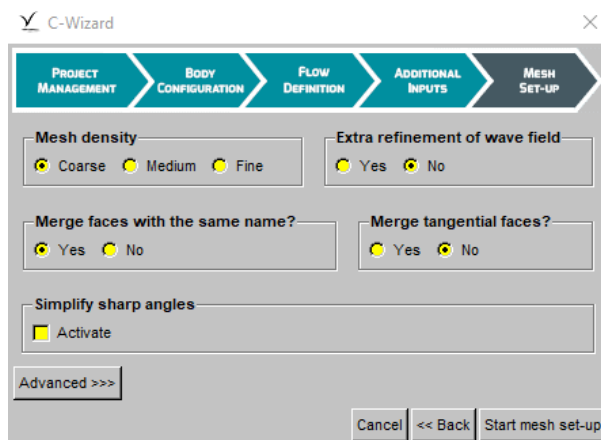 C-Wizard
PROJECT
MANAGEMENT
BODY
CONFIGURATION
FLOW
DEFINITION
ADDITIONAL
INPUTS
MESH
SET-UP
Mesh density
Coarse Medium Fine
Extra refinement of wave field
Yes No
Merge faces with the same name?
Yes No
Merge tangential faces?
Yes No
Simplify sharp angles
Activate
Advanced >>>
Cancel << Back Start mesh set-up